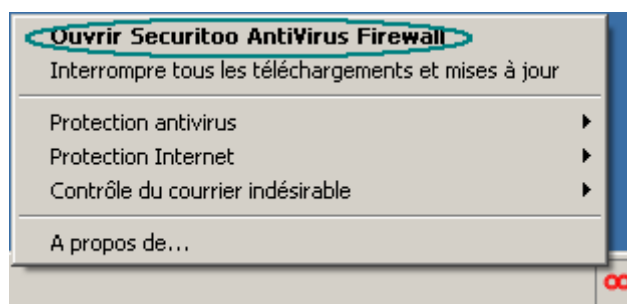 Ouvrir Securitoo AntiVirus Firewall
Interrompre tous les téléchargements et mises à jour
Protection antivirus
Protection Internet
Contrôle du courrier indésirable
A propos de...